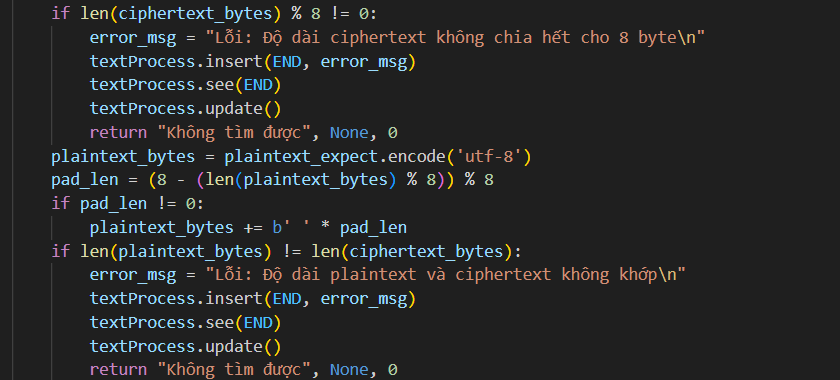 if len(ciphertext_bytes) % 8 != 0:
    error_msg = "Lỗi: Độ dài ciphertext không chia hết cho 8 byte\n"
    textProcess.insert(END, error_msg)
    textProcess.see(END)
    textProcess.update()
    return "Không tìm được", None, 0
plaintext_bytes = plaintext_expect.encode('utf-8')
pad_len = (8 - (len(plaintext_bytes) % 8)) % 8
if pad_len != 0:
    plaintext_bytes += b' ' * pad_len
if len(plaintext_bytes) != len(ciphertext_bytes):
    error_msg = "Lỗi: Độ dài plaintext và ciphertext không khớp\n"
    textProcess.insert(END, error_msg)
    textProcess.see(END)
    textProcess.update()
    return "Không tìm được", None, 0